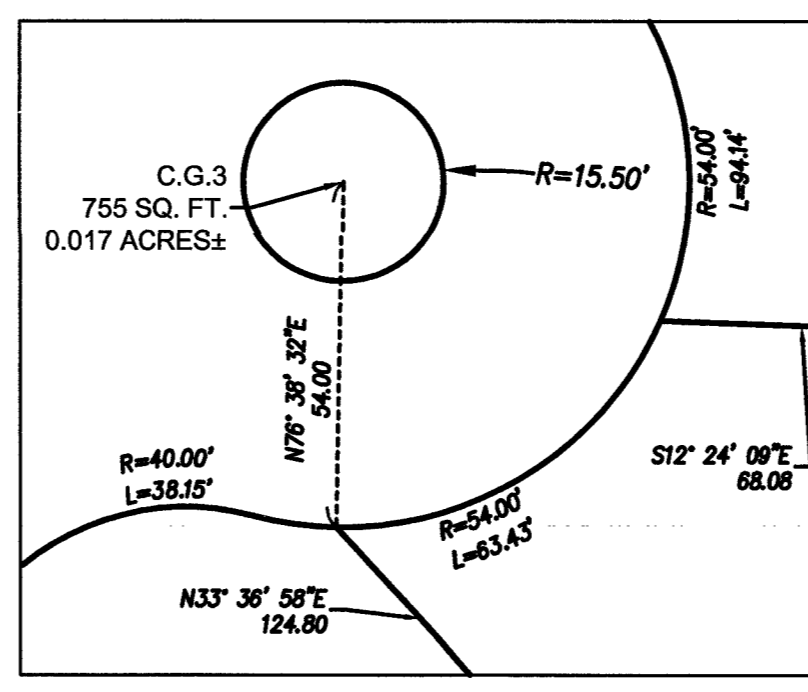 C.G.3
755 SQ. FT.
0.017 ACRES±
R=15.50'
R=54.00'
L=94.14'
N76° 38' 32"E
54.00
R=40.00'
L=38.15'
S12° 24' 09"E
68.08
R=54.00'
L=63.43'
N33° 36' 58"E
124.80